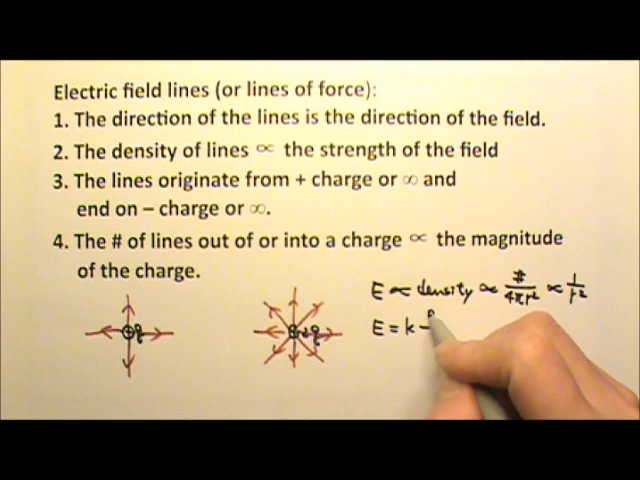 Electric field lines (or lines of force):
1. The direction of the lines is the direction of the field.
2. The density of lines ∝ the strength of the field
3. The lines originate from + charge or ∞ and
end on – charge or ∞.
4. The # of lines out of or into a charge ∝ the magnitude
of the charge.
E ∝ density ∝ #/4πr² ∝ 1/r²
E = k
+q